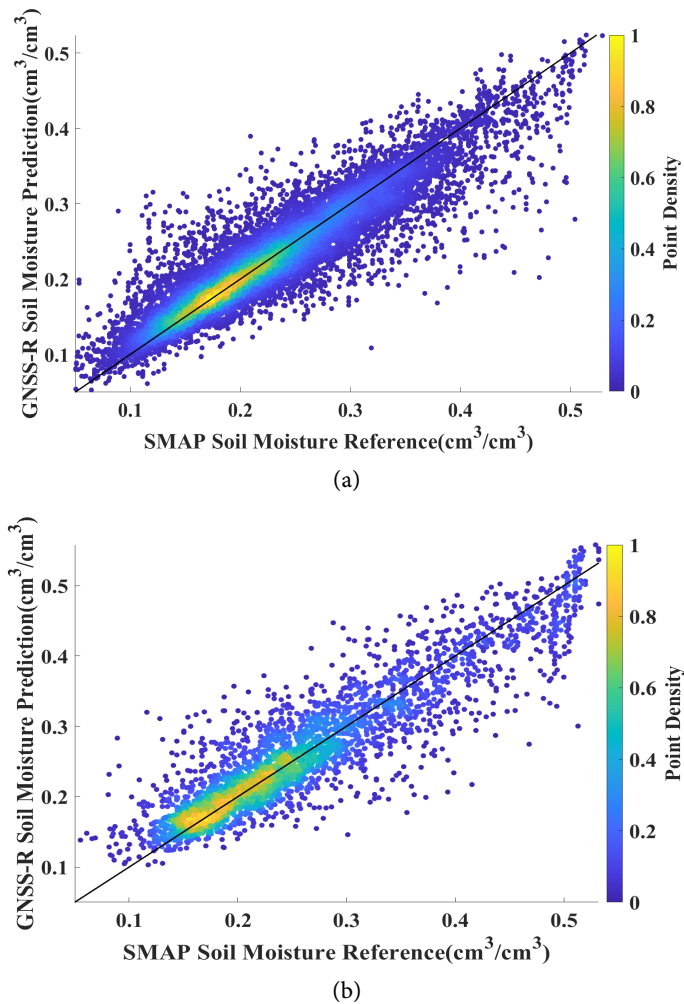 GNSS-R Soil Moisture Prediction(cm³/cm³)
0.5
0.4
0.3
0.2
0.1
0.1 0.2 0.3 0.4 0.5
SMAP Soil Moisture Reference(cm³/cm³)
1
0.8
0.6
0.4
0.2
0
Point Density
(a)
GNSS-R Soil Moisture Prediction(cm³/cm³)
0.5
0.4
0.3
0.2
0.1
0.1 0.2 0.3 0.4 0.5
SMAP Soil Moisture Reference(cm³/cm³)
1
0.8
0.6
0.4
0.2
0
Point Density
(b)